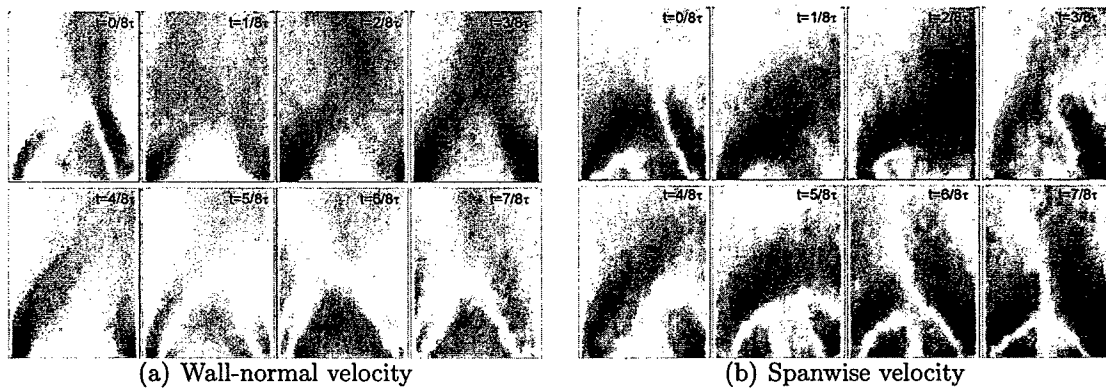 t=0/8τ t=1/8τ 2/8τ t=3/8τ
t=4/8τ t=5/8τ t=6/8τ t=7/8τ
(a) Wall-normal velocity
t=0/8τ t=1/8τ t=2/8τ t=3/8τ
t=4/8τ t=5/8τ t=6/8τ t=7/8τ
(b) Spanwise velocity